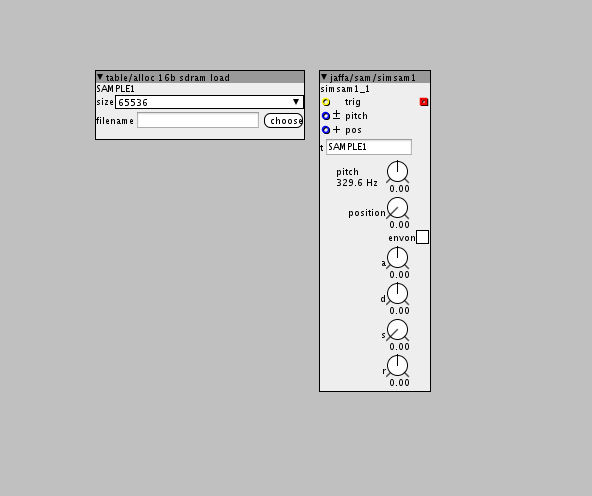 table/alloc 16b sdram load
SAMPLE1
size 65536
filename choose
jaffa/sam/simsam1
simsam1_1
trig
± pitch
+ pos
t SAMPLE1
pitch
329.6 Hz
0.00
position
0.00
envon
a
0.00
d
0.00
s
0.00
r
0.00